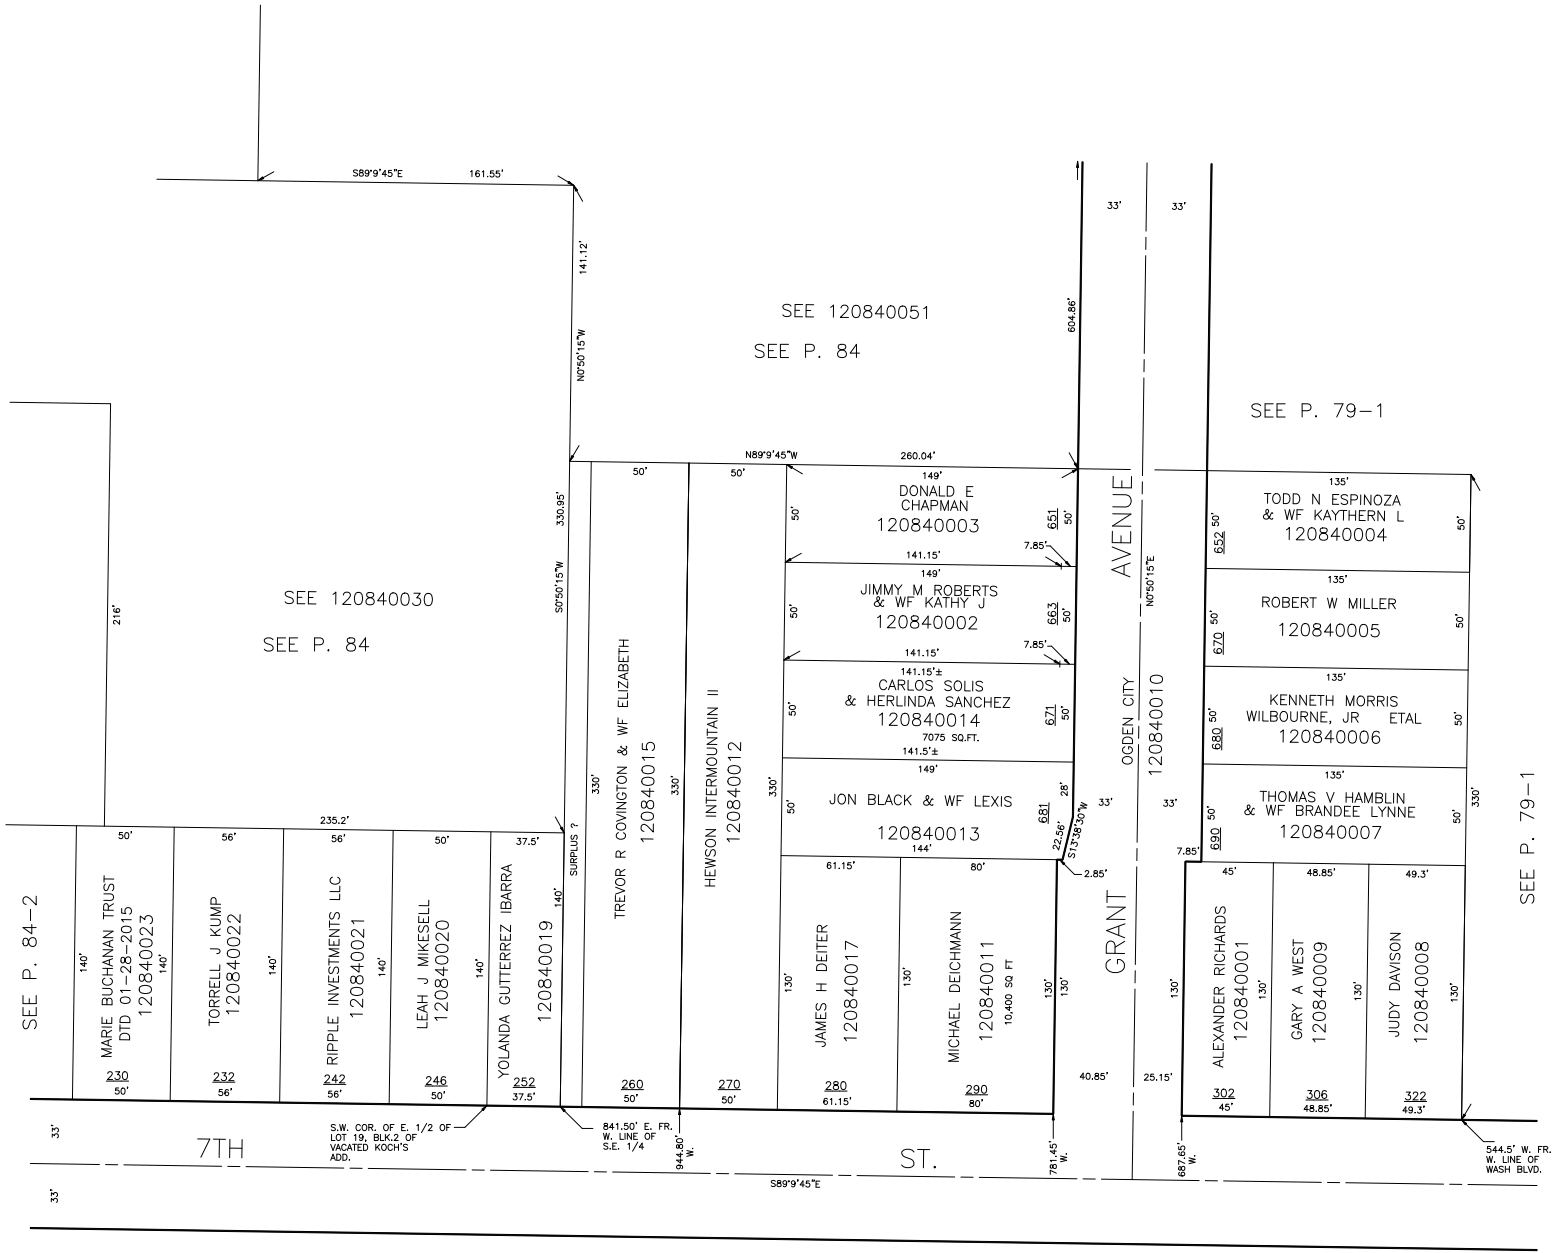 S89°9'45"E 161.55'
141.12'
N0°50'15"W
SEE 120840051
SEE P. 84
604.86'
33' 33'
SEE P. 79-1
N89°9'45"W 260.04'
330.95'
S0°50'15"W
216'
SEE 120840030
SEE P. 84
235.2'
SEE P. 84-2
50'
140'
MARIE BUCHANAN TRUST
DTD 01-28-2015
120840023
140'
230
50'
56'
TORRELL J KUMP
120840022
140'
232
56'
56'
RIPPLE INVESTMENTS LLC
120840021
140'
242
56'
50'
LEAH J MIKESELL
120840020
140'
246
50'
37.5'
YOLANDA GUTTERREZ IBARRA
120840019
140'
252
37.5'
SURPLUS ?
50'
330'
TREVOR R COVINGTON & WF ELIZABETH
120840015
330'
260
50'
50'
HEWSON INTERMOUNTAIN II
120840012
330'
270
50'
149'
DONALD E
CHAPMAN
120840003
50'
651
50'
7.85'
141.15'
149'
JIMMY M ROBERTS
& WF KATHY J
120840002
50'
663
50'
7.85'
141.15'
141.15'±
CARLOS SOLIS
& HERLINDA SANCHEZ
120840014
7075 SQ.FT.
50'
671
50'
141.5'±
149'
JON BLACK & WF LEXIS
120840013
50'
681
28'
22.56'
S13°38'30"W
144'
2.85'
61.15'
130'
JAMES H DEITER
120840017
280
61.15'
80'
130'
MICHAEL DEICHMANN
120840011
10,400 SQ FT
130'
290
80'
130'
GRANT AVENUE
N0°50'15"E
OGDEN CITY
120840010
33' 33'
40.85' 25.15'
135'
TODD N ESPINOZA
& WF KAYTHERN L
120840004
50'
652
50'
135'
ROBERT W MILLER
120840005
50'
670
50'
135'
KENNETH MORRIS
WILBOURNE, JR ETAL
120840006
50'
680
50'
135'
THOMAS V HAMBLIN
& WF BRANDEE LYNNE
120840007
50'
690
50'
330'
7.85'
130'
45'
ALEXANDER RICHARDS
120840001
130'
302
45'
48.85'
GARY A WEST
120840009
130'
306
48.85'
49.3'
JUDY DAVISON
120840008
130'
322
49.3'
SEE P. 79-1
S.W. COR. OF E. 1/2 OF
LOT 19, BLK.2 OF
VACATED KOCH'S
ADD.
841.50' E. FR.
W. LINE OF
S.E. 1/4
944.80'
W.
781.45'
W.
687.65'
W.
544.5' W. FR.
W. LINE OF
WASH BLVD.
33'
7TH ST.
S89°9'45"E
33'